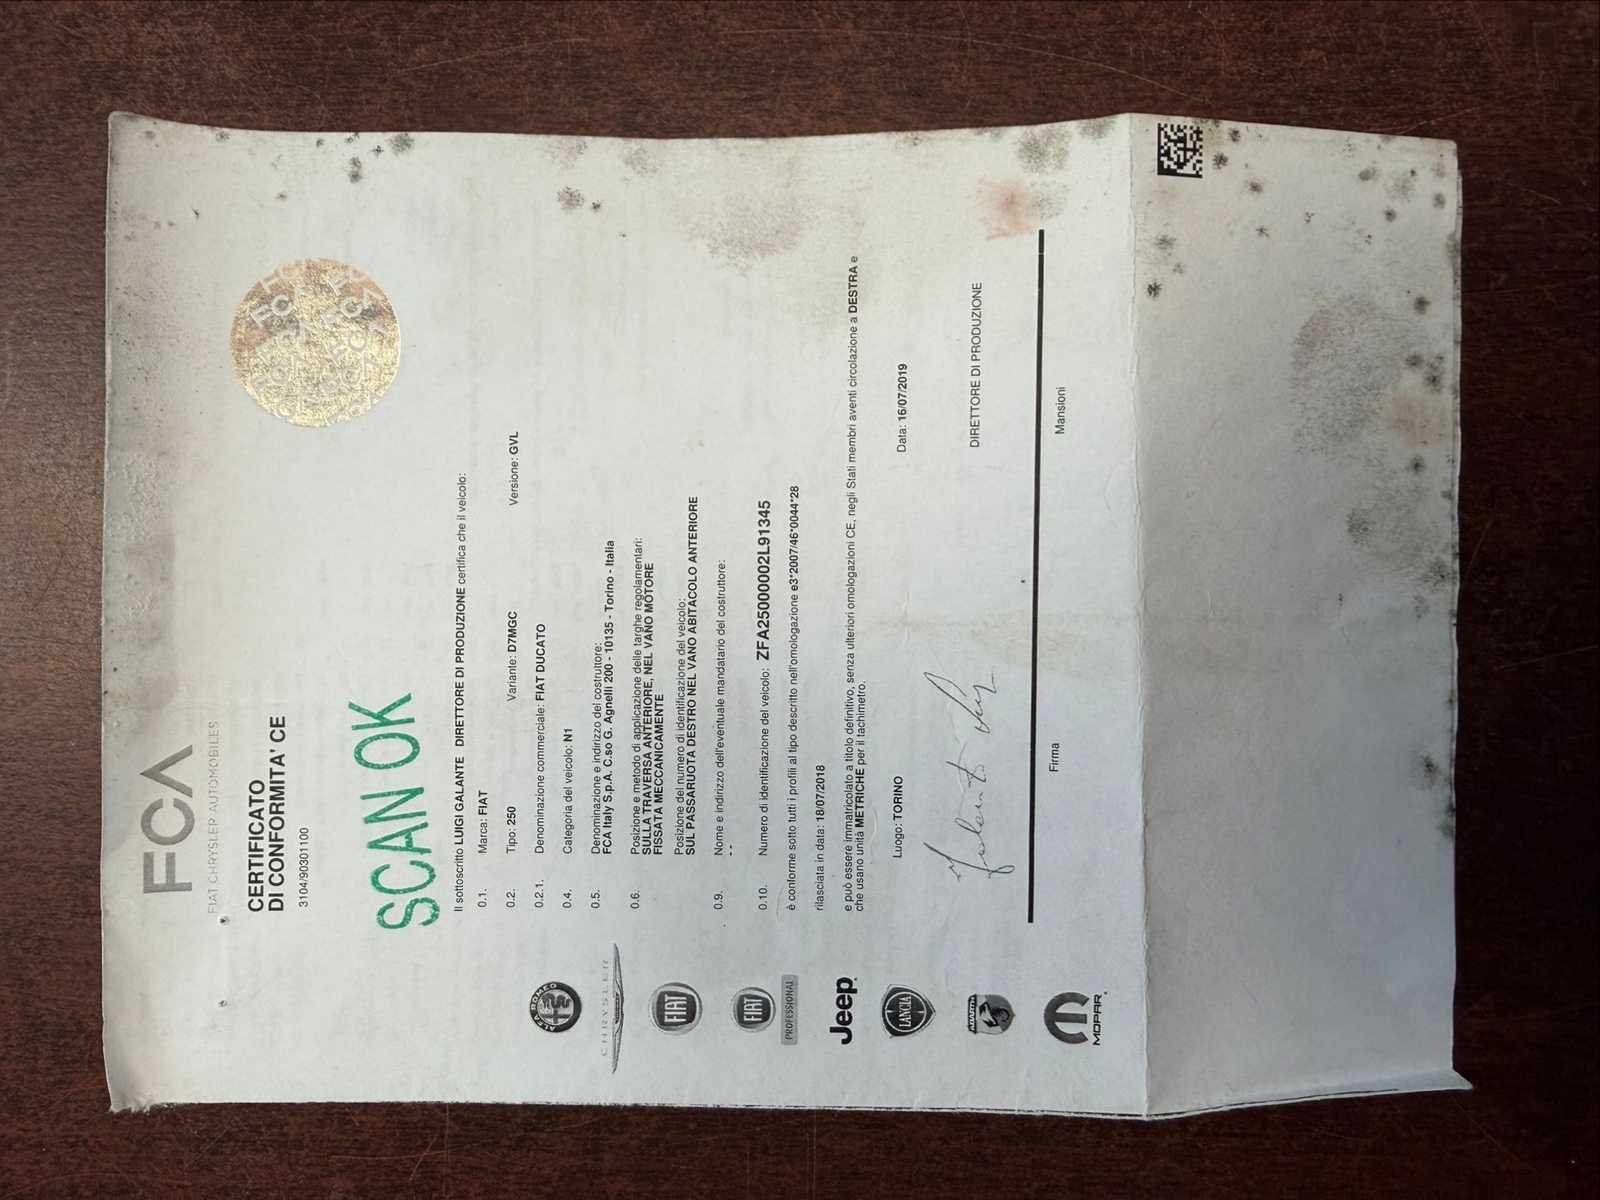 FCA
FIAT CHRYSLER AUTOMOBILES
CERTIFICATO
DI CONFORMITA' CE
3104/90301100
SCAN OK
Il sottoscritto LUIGI GALANTE DIRETTORE DI PRODUZIONE certifica che il veicolo:
0.1. Marca: FIAT
0.2. Tipo: 250 Variante: D7MGC Versione: GVL
0.2.1. Denominazione commerciale: FIAT DUCATO
0.4. Categoria del veicolo: N1
0.5. Denominazione e indirizzo del costruttore:
FCA Italy S.p.A. C.so G. Agnelli 200 - 10135 - Torino - Italia
0.6. Posizione e metodo di applicazione delle targhe regolamentari:
SULLA TRAVERSA ANTERIORE, NEL VANO MOTORE
FISSATA MECCANICAMENTE
Posizione del numero di identificazione del veicolo:
SUL PASSARUOTA DESTRO NEL VANO ABITACOLO ANTERIORE
0.9. Nome e indirizzo dell'eventuale mandatario del costruttore:
- -
0.10. Numero di identificazione del veicolo: ZFA25000002L91345
è conforme sotto tutti i profili al tipo descritto nell'omologazione e3*2007/46*0044*28
rilasciata in data: 18/07/2018
e può essere immatricolato a titolo definitivo, senza ulteriori omologazioni CE, negli Stati membri aventi circolazione a DESTRA e
che usano unità METRICHE per il tachimetro.
Luogo: TORINO Data: 16/07/2019
DIRETTORE DI PRODUZIONE
Firma Mansioni
ALFA ROMEO
CHRYSLER
FIAT
FIAT
PROFESSIONAL
Jeep
LANCIA
ABARTH
MOPAR